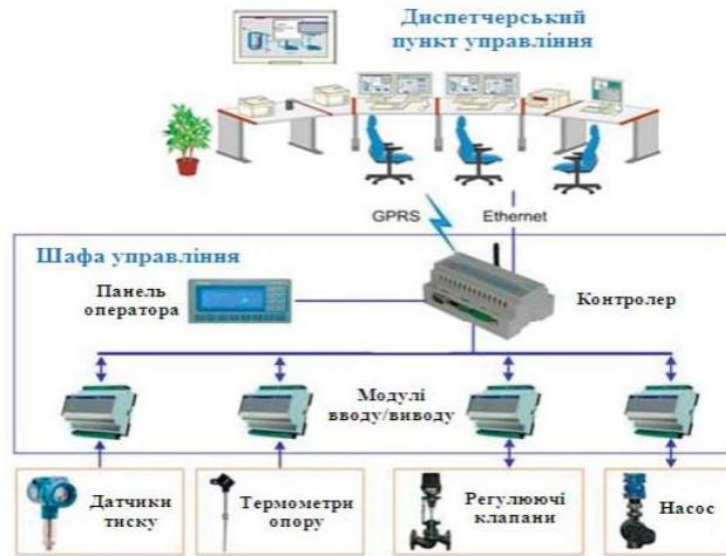 Диспетчерський
пункт управління
GPRS
Ethernet
Шафа управління
Панель
оператора
Контролер
Модулі
вводу/виводу
Датчики
тиску
Термометри
опору
Регулюючі
клапани
Насос